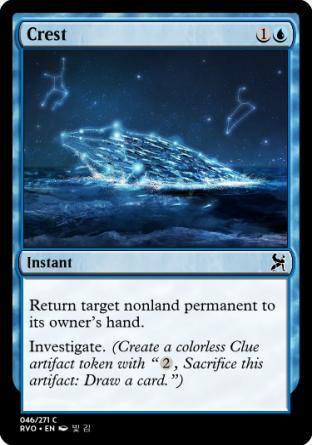 Crest 1
Instant
Return target nonland permanent to
its owner's hand.
Investigate. (Create a colorless Clue
artifact token with “2, Sacrifice this
artifact: Draw a card.”)
046/271 C
RVO • EN 빛 김